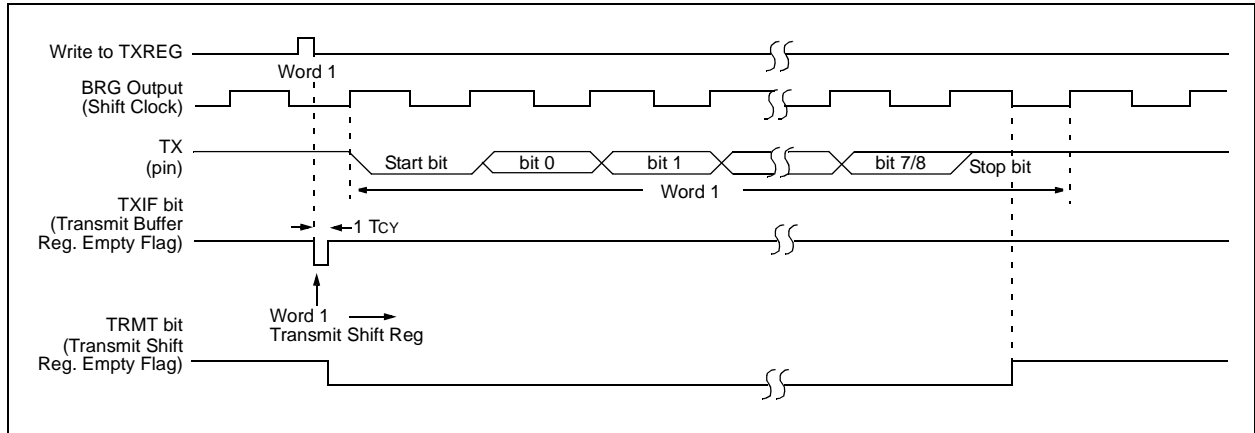 Write to TXREG
Word 1
BRG Output
(Shift Clock)
TX
(pin)
Start bit
bit 0
bit 1
bit 7/8
Stop bit
Word 1
TXIF bit
(Transmit Buffer
Reg. Empty Flag)
1 TCY
Word 1
Transmit Shift Reg
TRMT bit
(Transmit Shift
Reg. Empty Flag)